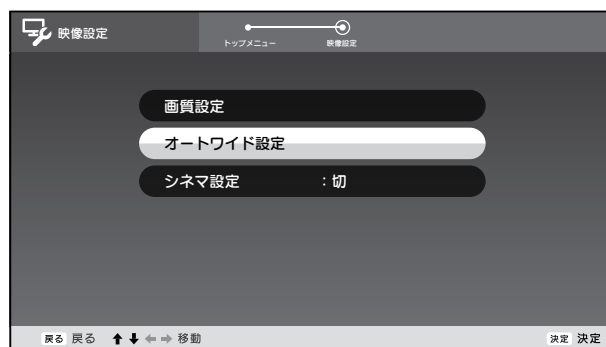 映像設定
トップメニュー 映像設定
画質設定
オートワイド設定
シネマ設定 :切
戻る 戻る ↑↓←→ 移動 決定 決定